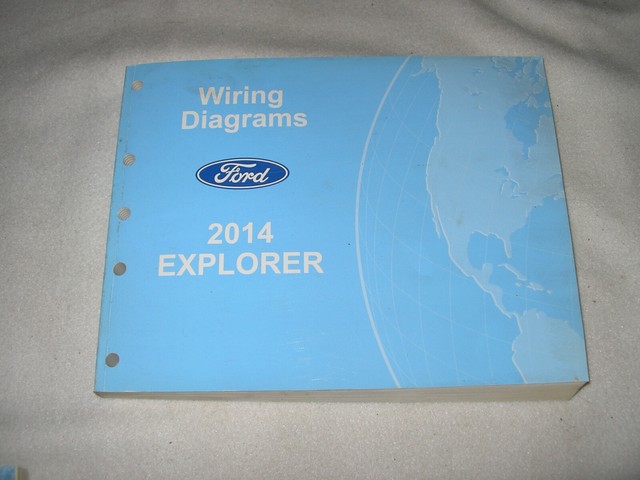 Wiring
Diagrams
Ford
2014
EXPLORER